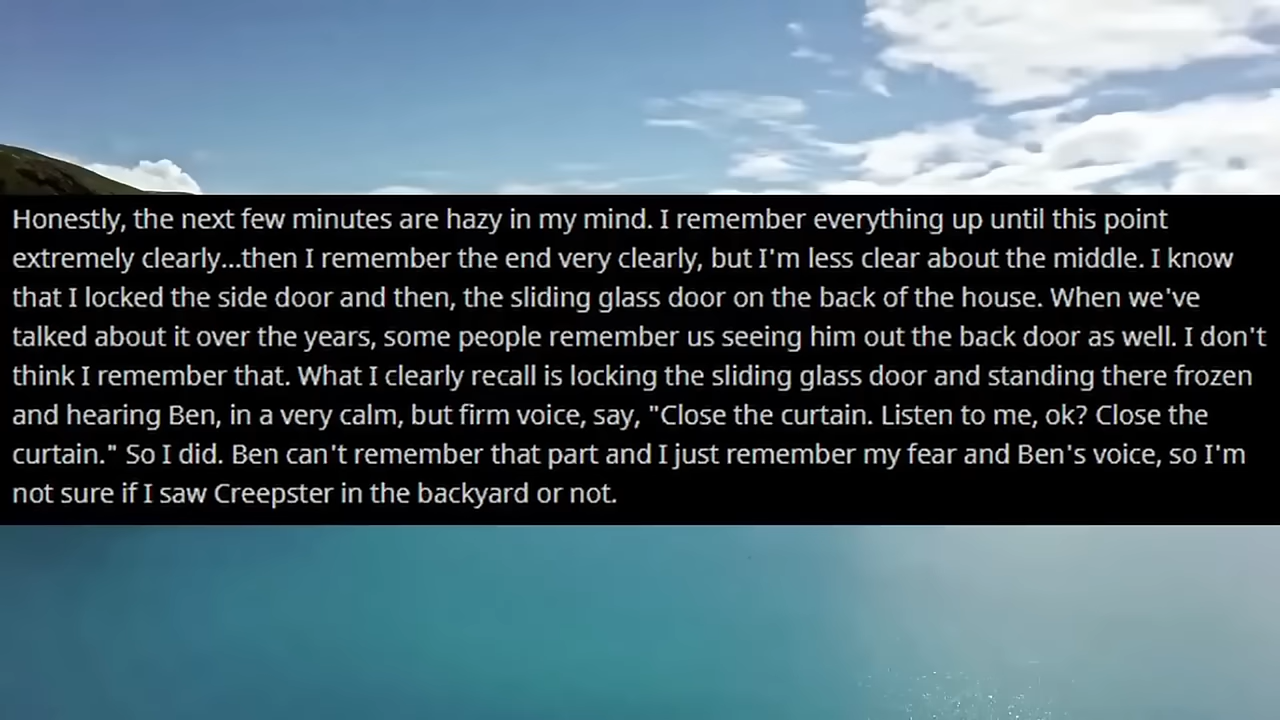 Honestly, the next few minutes are hazy in my mind. I remember everything up until this point
extremely clearly...then I remember the end very clearly, but I'm less clear about the middle. I know
that I locked the side door and then, the sliding glass door on the back of the house. When we've
talked about it over the years, some people remember us seeing him out the back door as well. I don't
think I remember that. What I clearly recall is locking the sliding glass door and standing there frozen
and hearing Ben, in a very calm, but firm voice, say, "Close the curtain. Listen to me, ok? Close the
curtain." So I did. Ben can't remember that part and I just remember my fear and Ben's voice, so I'm
not sure if I saw Creepster in the backyard or not.